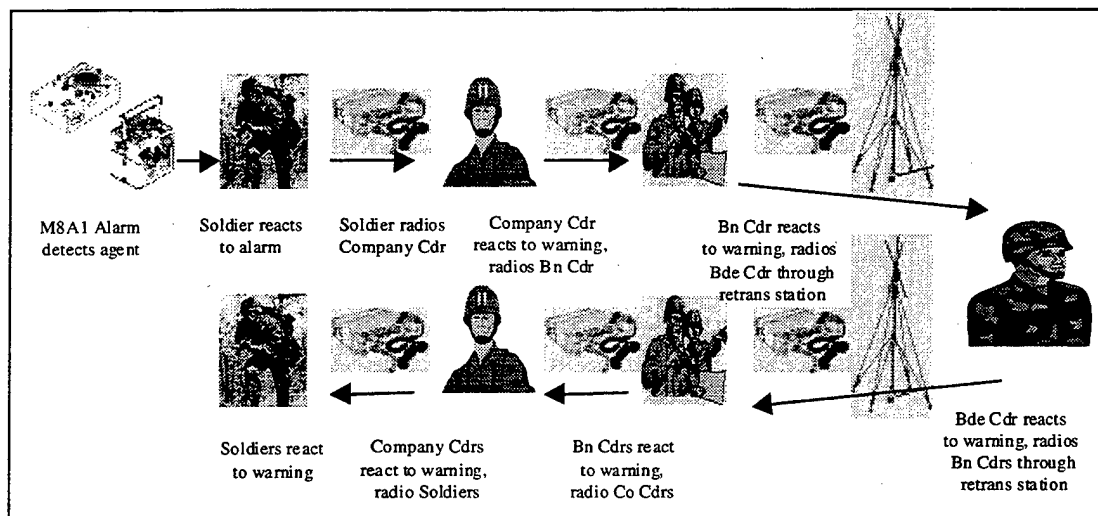 M8A1 Alarm
detects agent
Soldier reacts
to alarm
Soldier radios
Company Cdr
Company Cdr
reacts to warning,
radios Bn Cdr
Bn Cdr reacts
to warning, radios
Bde Cdr through
retrans station
Bde Cdr reacts
to warning, radios
Bn Cdrs through
retrans station
Bn Cdrs react
to warning,
radio Co Cdrs
Company Cdrs
react to warning,
radio Soldiers
Soldiers react
to warning